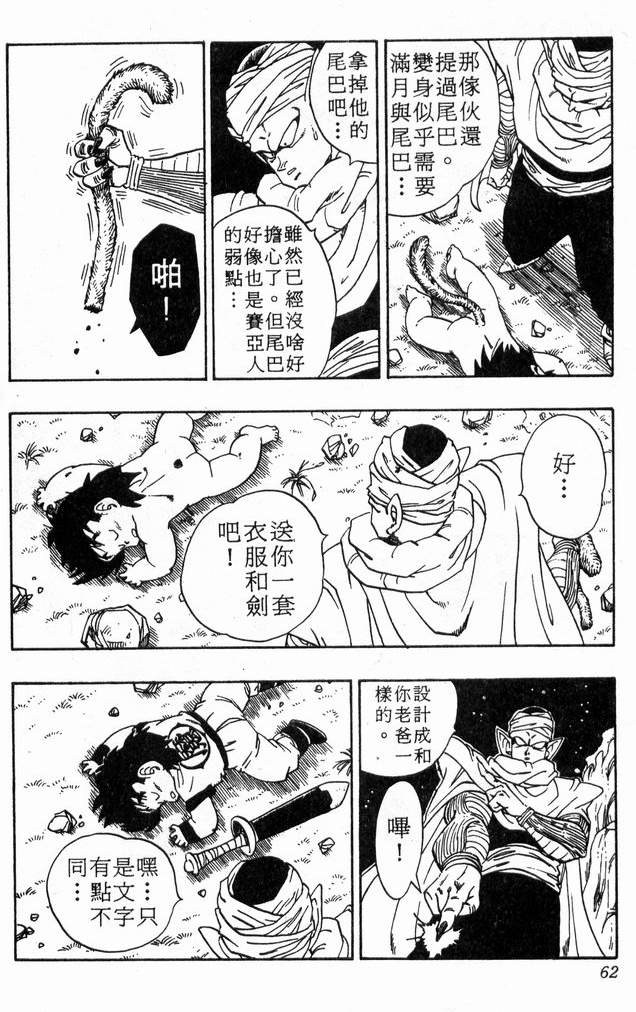 那傢伙還
提過尾巴。
變身似乎需要
滿月與尾巴…
拿掉他的
尾巴吧…
雖然已經沒啥好
擔心了。但尾巴
好像也是賽亞人
的弱點…
啪！
好…
送你一套
衣服和劍
吧！
設計成和
你老爸一
樣的。
嗶！
嘿…只
是文字
有點不
同…
62